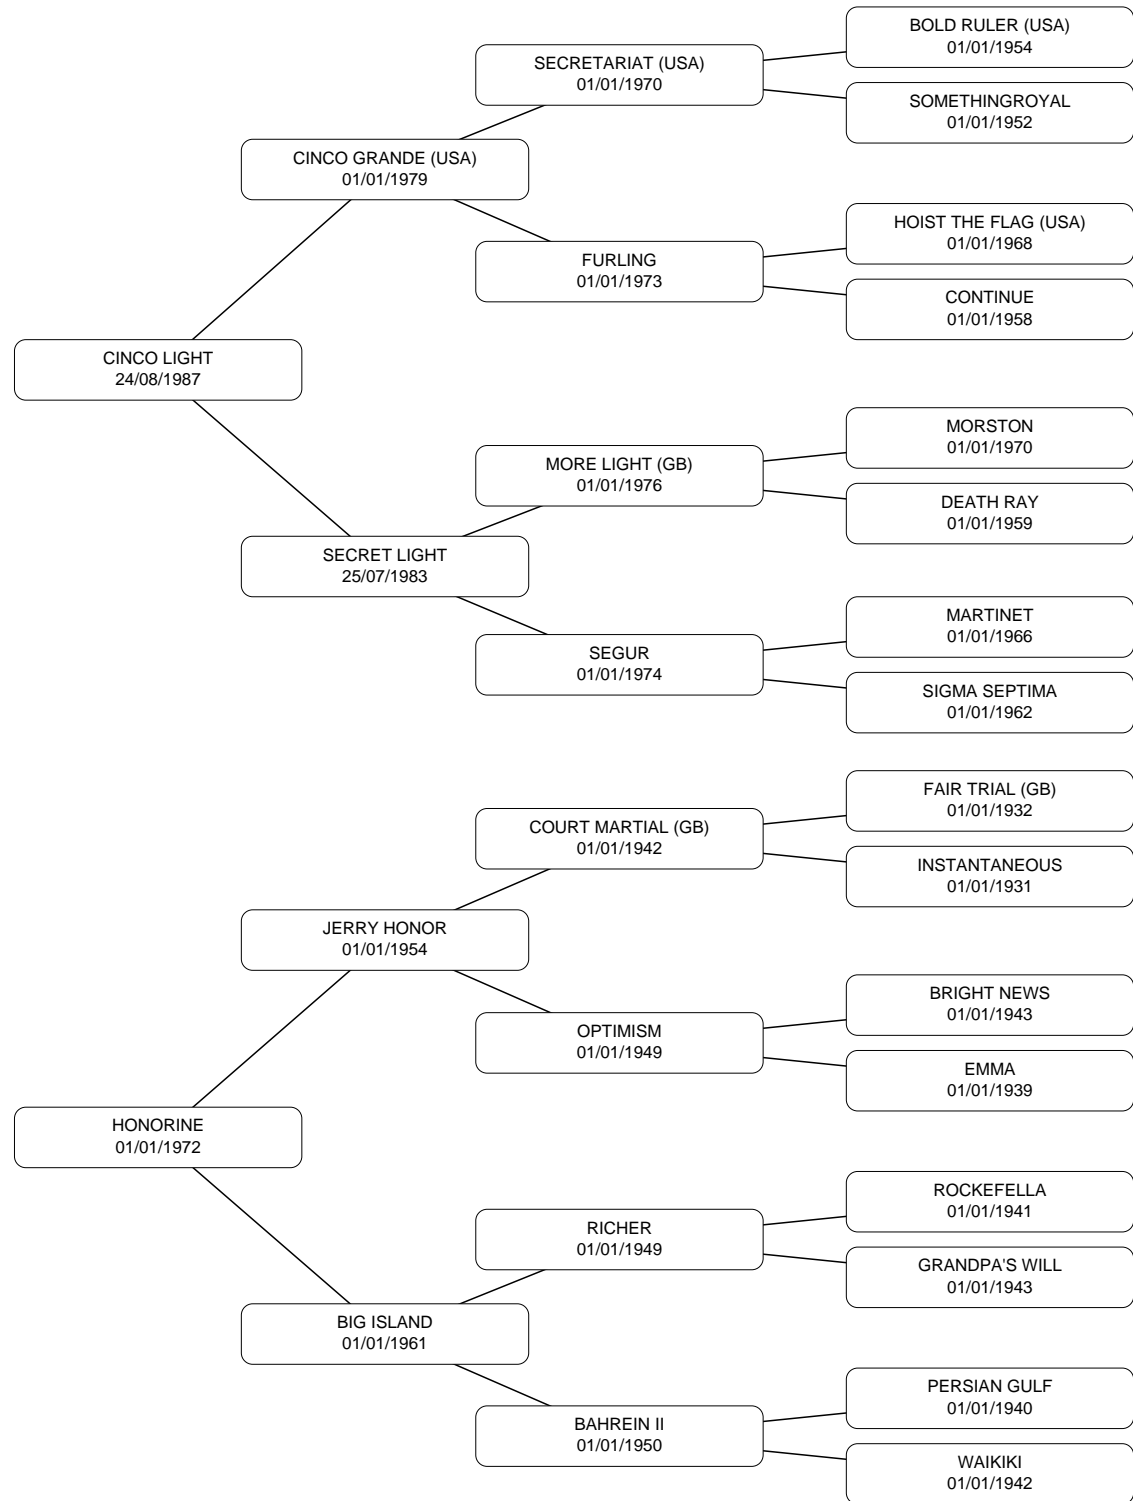 BOLD RULER (USA)
01/01/1954
SECRETARIAT (USA)
01/01/1970
SOMETHINGROYAL
01/01/1952
CINCO GRANDE (USA)
01/01/1979
HOIST THE FLAG (USA)
01/01/1968
FURLING
01/01/1973
CONTINUE
01/01/1958
CINCO LIGHT
24/08/1987
MORSTON
01/01/1970
MORE LIGHT (GB)
01/01/1976
DEATH RAY
01/01/1959
SECRET LIGHT
25/07/1983
MARTINET
01/01/1966
SEGUR
01/01/1974
SIGMA SEPTIMA
01/01/1962
FAIR TRIAL (GB)
01/01/1932
COURT MARTIAL (GB)
01/01/1942
INSTANTANEOUS
01/01/1931
JERRY HONOR
01/01/1954
BRIGHT NEWS
01/01/1943
OPTIMISM
01/01/1949
EMMA
01/01/1939
HONORINE
01/01/1972
ROCKEFELLA
01/01/1941
RICHER
01/01/1949
GRANDPA'S WILL
01/01/1943
BIG ISLAND
01/01/1961
PERSIAN GULF
01/01/1940
BAHREIN II
01/01/1950
WAIKIKI
01/01/1942